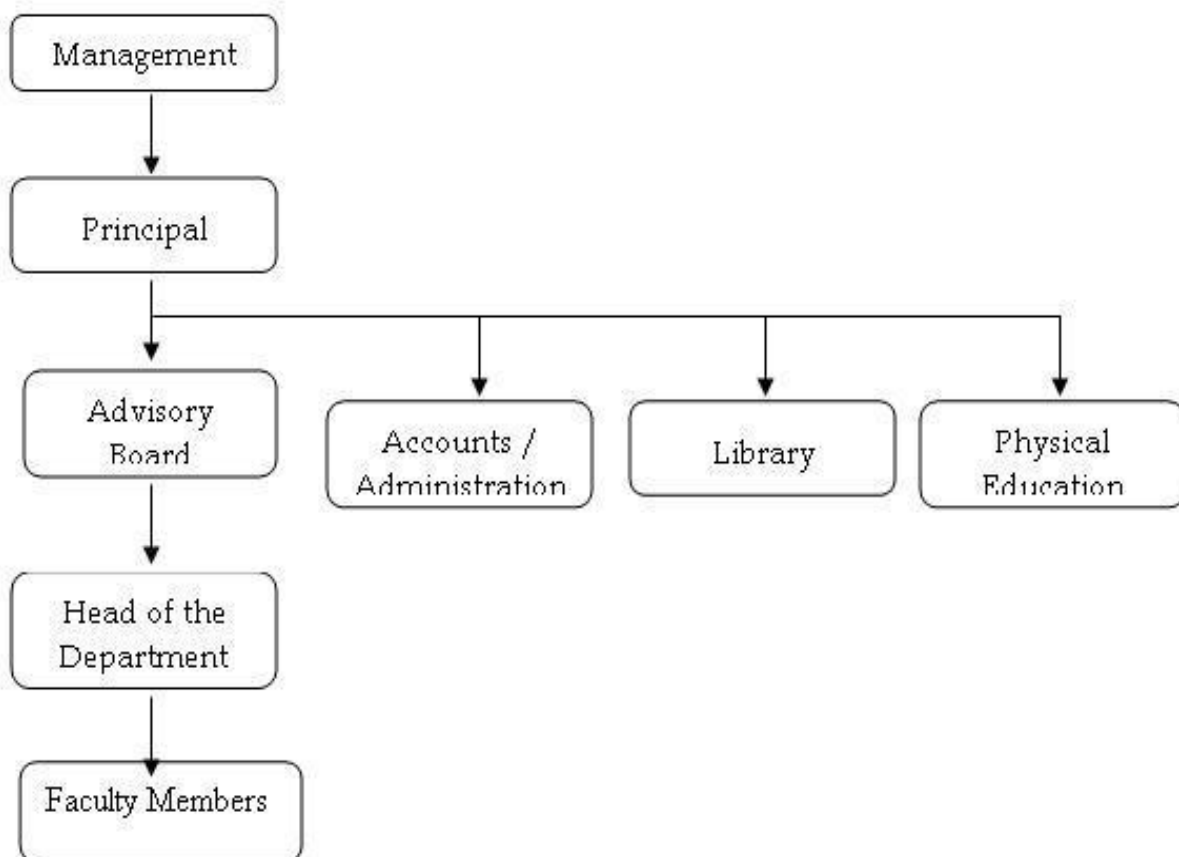 Management
Principal
Advisory
Board
Accounts /
Administration
Library
Physical
Education
Head of the
Department
Faculty Members